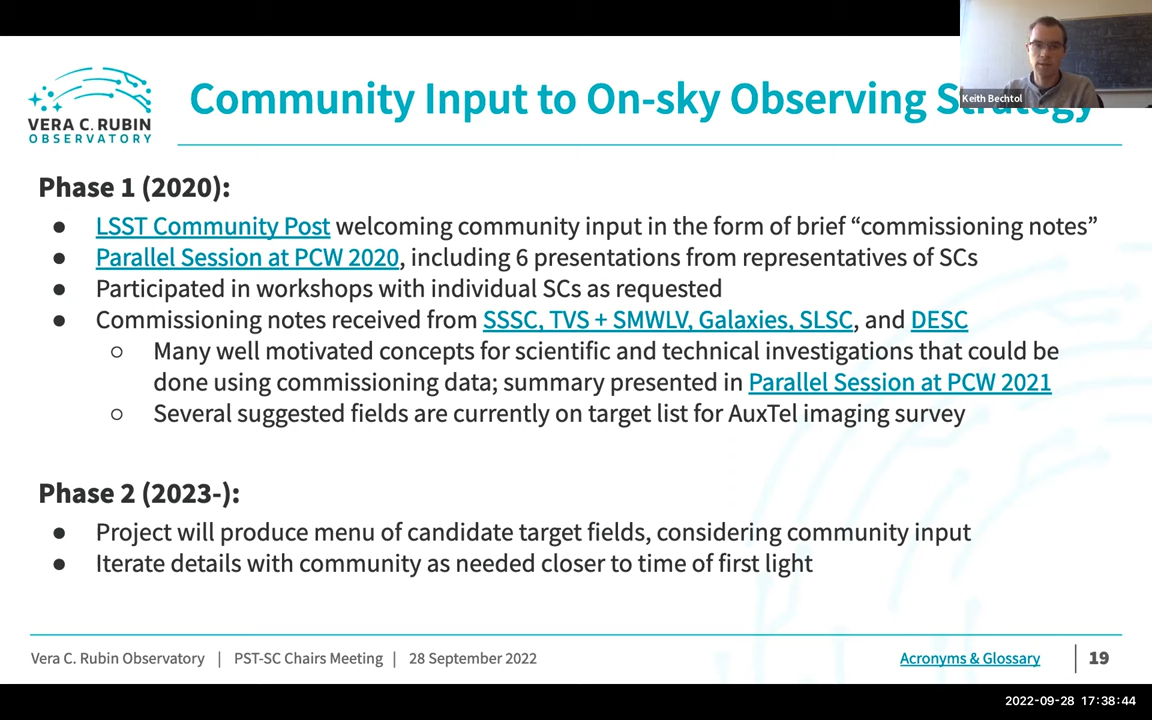 Community Input to On-sky Observing Strategy
Keith Bechtol
VERA C. RUBIN
OBSERVATORY
Phase 1 (2020):
● LSST Community Post welcoming community input in the form of brief “commissioning notes”
● Parallel Session at PCW 2020, including 6 presentations from representatives of SCs
● Participated in workshops with individual SCs as requested
● Commissioning notes received from SSSC, TVS + SMWLV, Galaxies, SLSC, and DESC
○ Many well motivated concepts for scientific and technical investigations that could be
done using commissioning data; summary presented in Parallel Session at PCW 2021
○ Several suggested fields are currently on target list for AuxTel imaging survey
Phase 2 (2023-):
● Project will produce menu of candidate target fields, considering community input
● Iterate details with community as needed closer to time of first light
Vera C. Rubin Observatory | PST-SC Chairs Meeting | 28 September 2022
Acronyms & Glossary | 19
2022-09-28 17:38:44